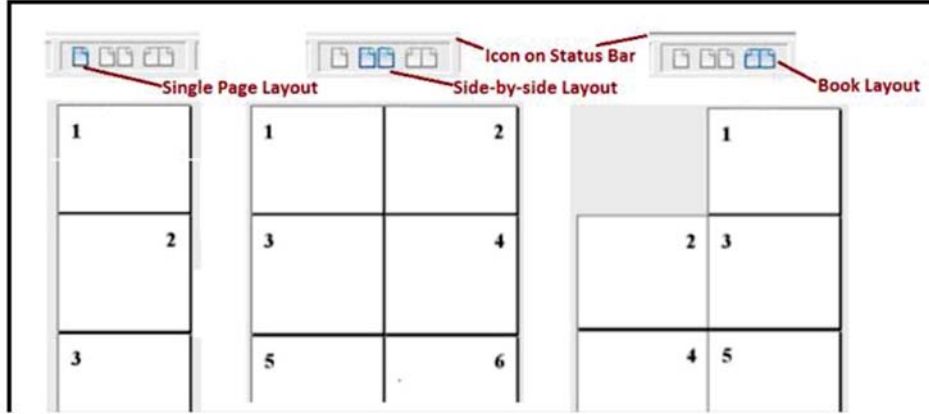 Icon on Status Bar
Single Page Layout
Side-by-side Layout
Book Layout
1
1 2
1
2
3 4
2 3
3
5 6
4 5